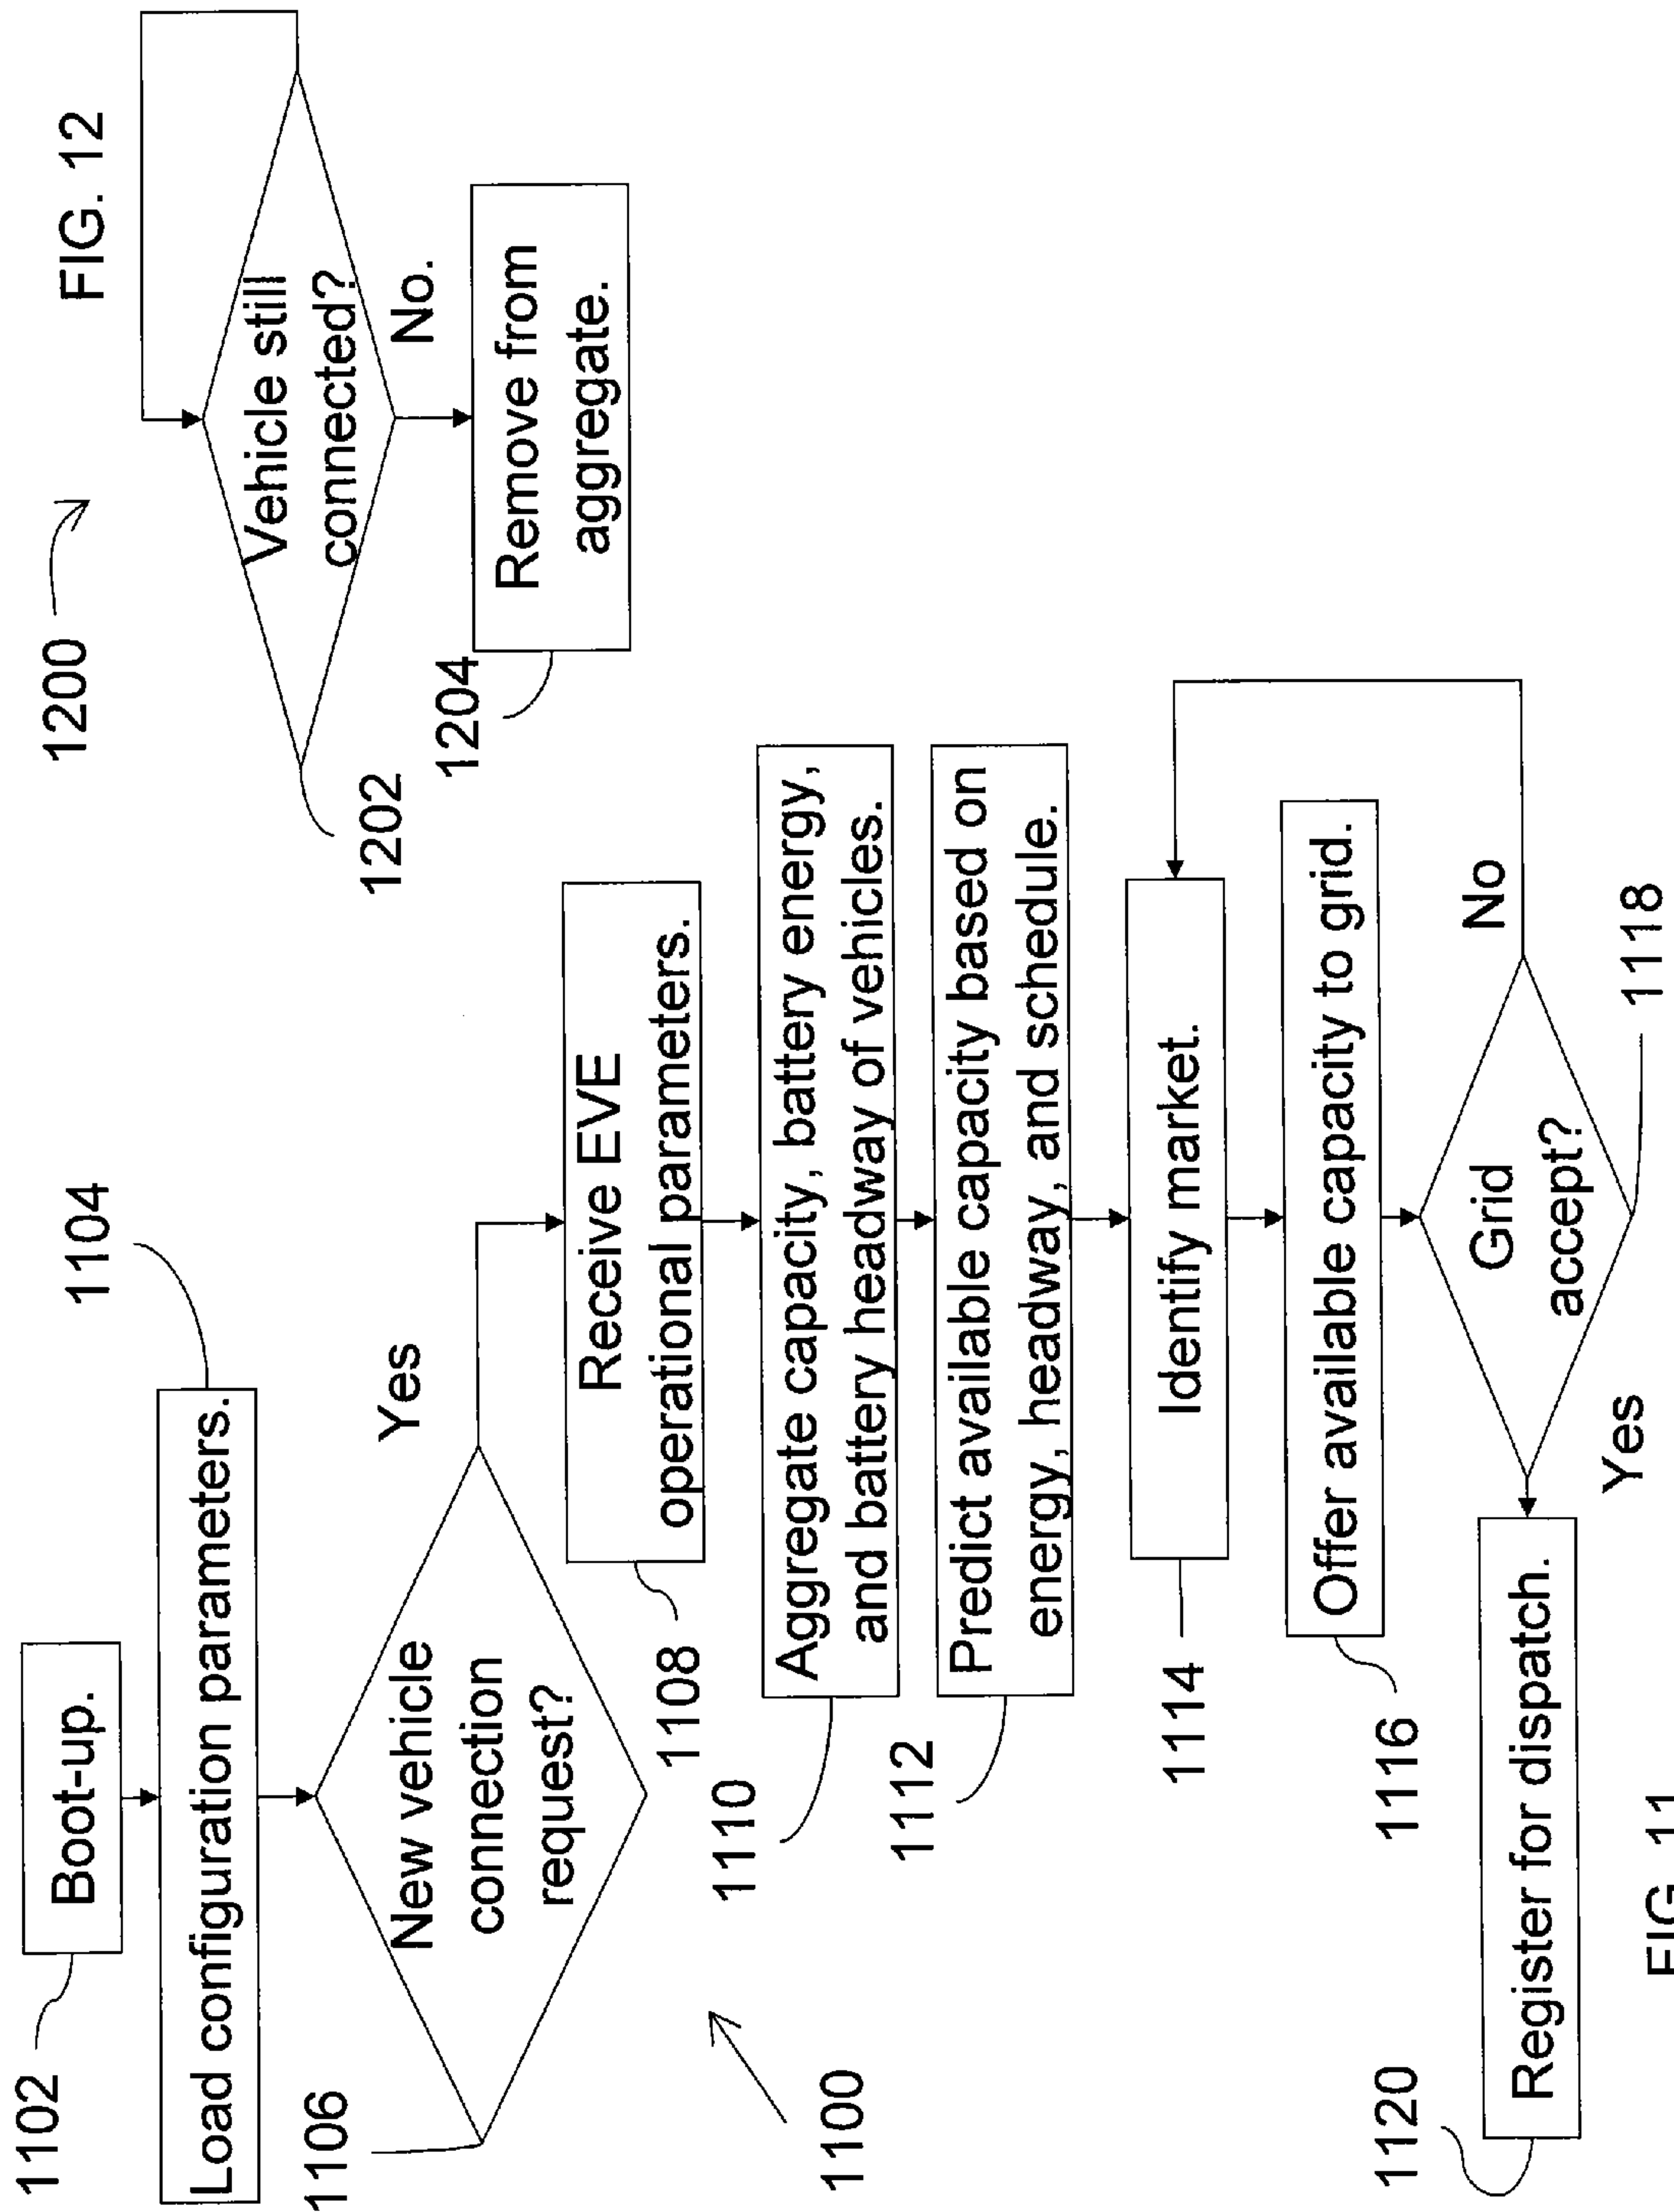 1102
Boot-up.
1104
Load configuration parameters.
1106
New vehicle
connection
request?
Yes
1100
1108
Receive EVE
operational parameters.
1110
Aggregate capacity, battery energy,
and battery headway of vehicles.
1112
Predict available capacity based on
energy, headway, and schedule.
1114
Identify market.
1116
Offer available capacity to grid.
Grid
accept?
No
1118
Yes
1120
Register for dispatch.
FIG. 11
1200
FIG. 12
1202
Vehicle still
connected?
No.
1204
Remove from
aggregate.